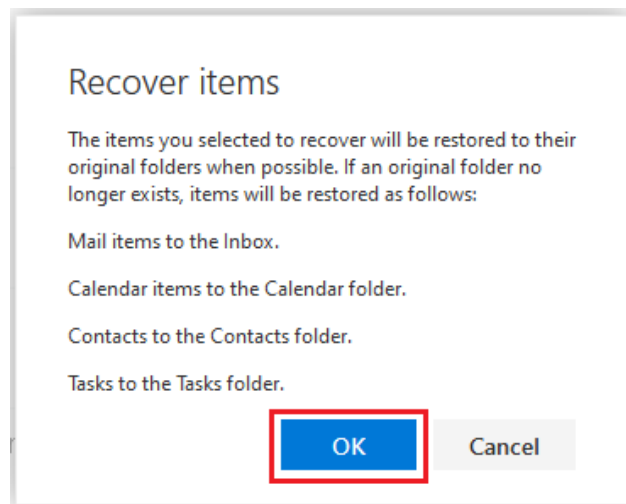 Recover items
The items you selected to recover will be restored to their
original folders when possible. If an original folder no
longer exists, items will be restored as follows:
Mail items to the Inbox.
Calendar items to the Calendar folder.
Contacts to the Contacts folder.
Tasks to the Tasks folder.
OK
Cancel